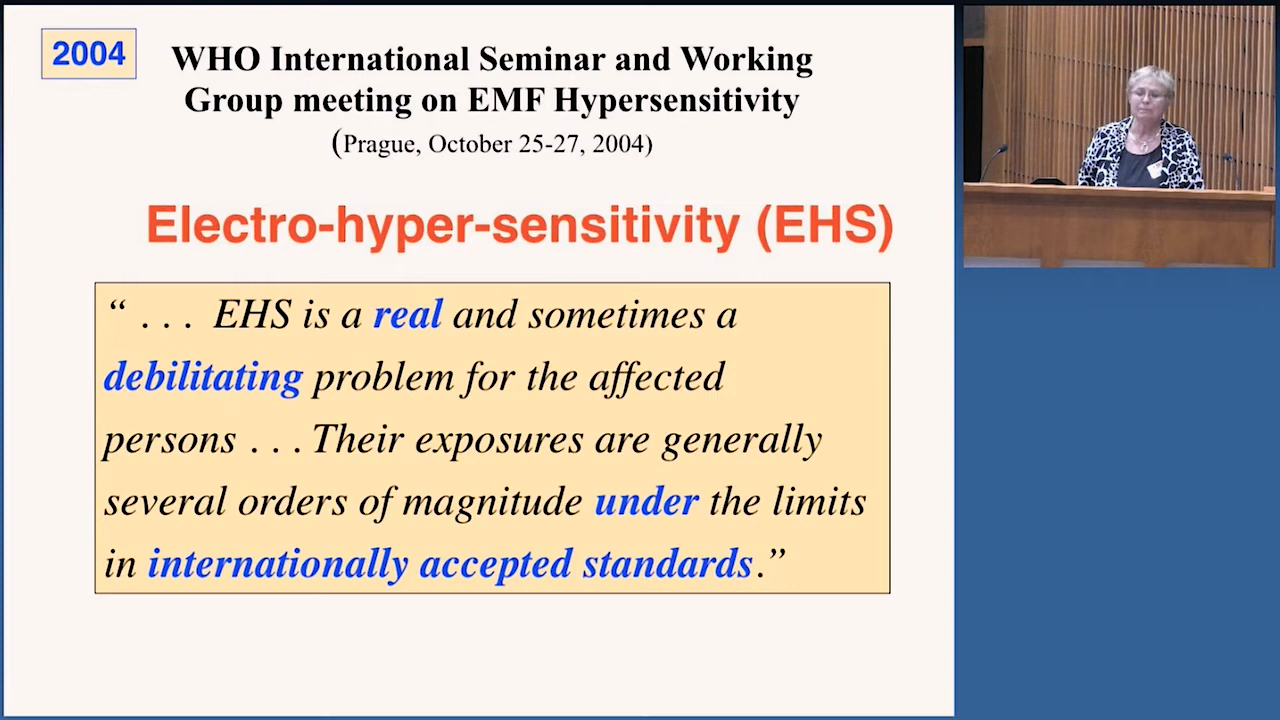 2004
WHO International Seminar and Working
Group meeting on EMF Hypersensitivity
(Prague, October 25-27, 2004)
Electro-hyper-sensitivity (EHS)
“ . . . EHS is a real and sometimes a
debilitating problem for the affected
persons . . . Their exposures are generally
several orders of magnitude under the limits
in internationally accepted standards.”